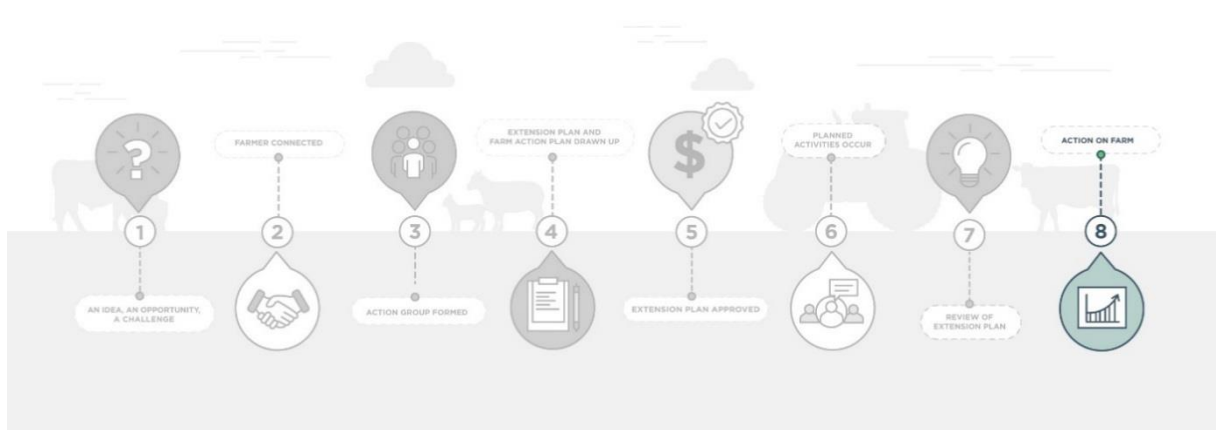 1
AN IDEA, AN OPPORTUNITY,
A CHALLENGE
FARMER CONNECTED
2
3
ACTION GROUP FORMED
EXTENSION PLAN AND
FARM ACTION PLAN DRAWN UP
4
$
5
EXTENSION PLAN APPROVED
PLANNED
ACTIVITIES OCCUR
6
7
REVIEW OF
EXTENSION PLAN
ACTION ON FARM
8